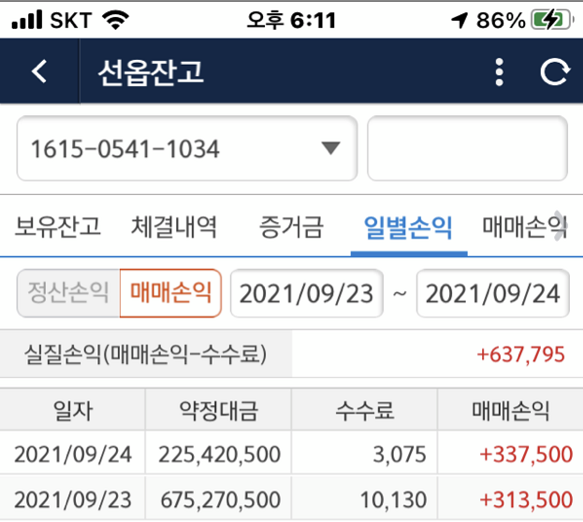 SKT 오후 6:11 86%
선옵잔고
1615-0541-1034
보유잔고 체결내역 증거금 일별손익 매매손익
정산손익 매매손익 2021/09/23 ~ 2021/09/24
실질손익(매매손익-수수료) +637,795
일자 약정대금 수수료 매매손익
2021/09/24 225,420,500 3,075 +337,500
2021/09/23 675,270,500 10,130 +313,500